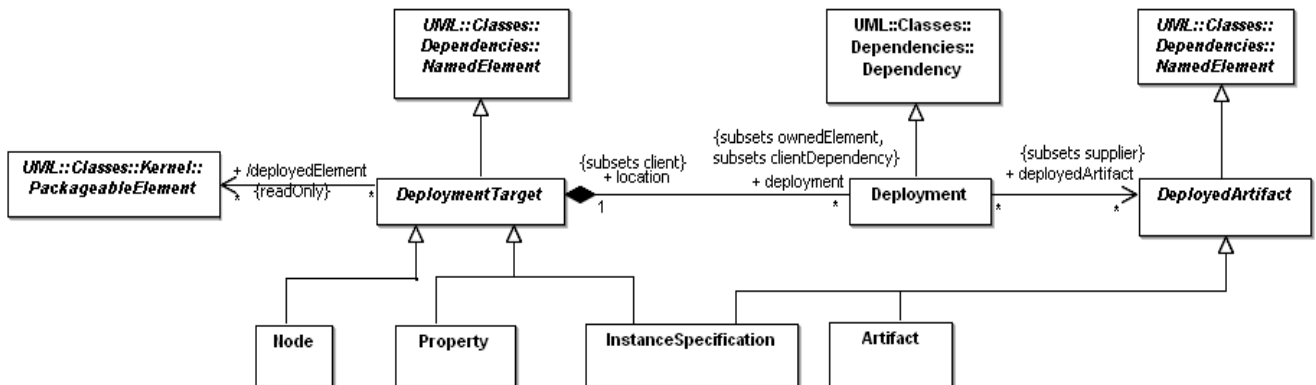 UML::Classes::
Dependencies::
NamedElement
UML::Classes::
Dependencies::
Dependency
UML::Classes::
Dependencies::
NamedElement
UML::Classes::Kernel::
PackageableElement
+ /deployedElement
{readOnly}
*
*
DeploymentTarget
{subsets client}
+ location
1
{subsets ownedElement,
subsets clientDependency}
+ deployment
*
Deployment
*
{subsets supplier}
+ deployedArtifact
*
DeployedArtifact
Node
Property
InstanceSpecification
Artifact